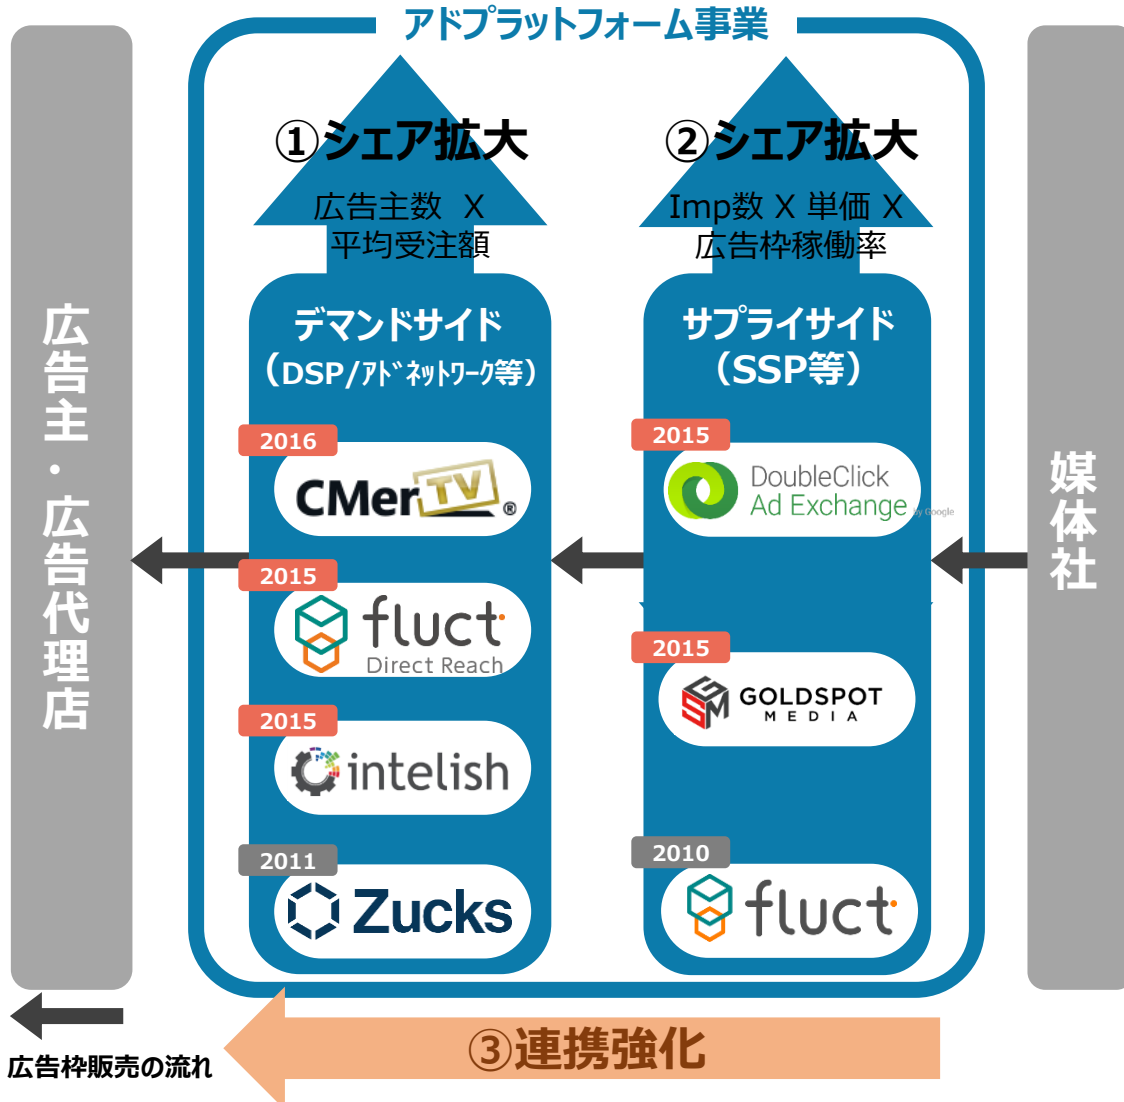 アドプラットフォーム事業
①シェア拡大
広告主数 X
平均受注額
②シェア拡大
Imp数 X 単価 X
広告枠稼働率
広告主・広告代理店
デマンドサイド
（DSP/ｱﾄﾞﾈｯﾄﾜｰｸ等）
2016
CMerTV®
2015
fluct
Direct Reach
2015
intelish
2011
Zucks
サプライサイド
（SSP等）
2015
DoubleClick
Ad Exchange by Google
2015
GSM
GOLDSPOT
MEDIA
2010
fluct
媒体社
広告枠販売の流れ
③連携強化